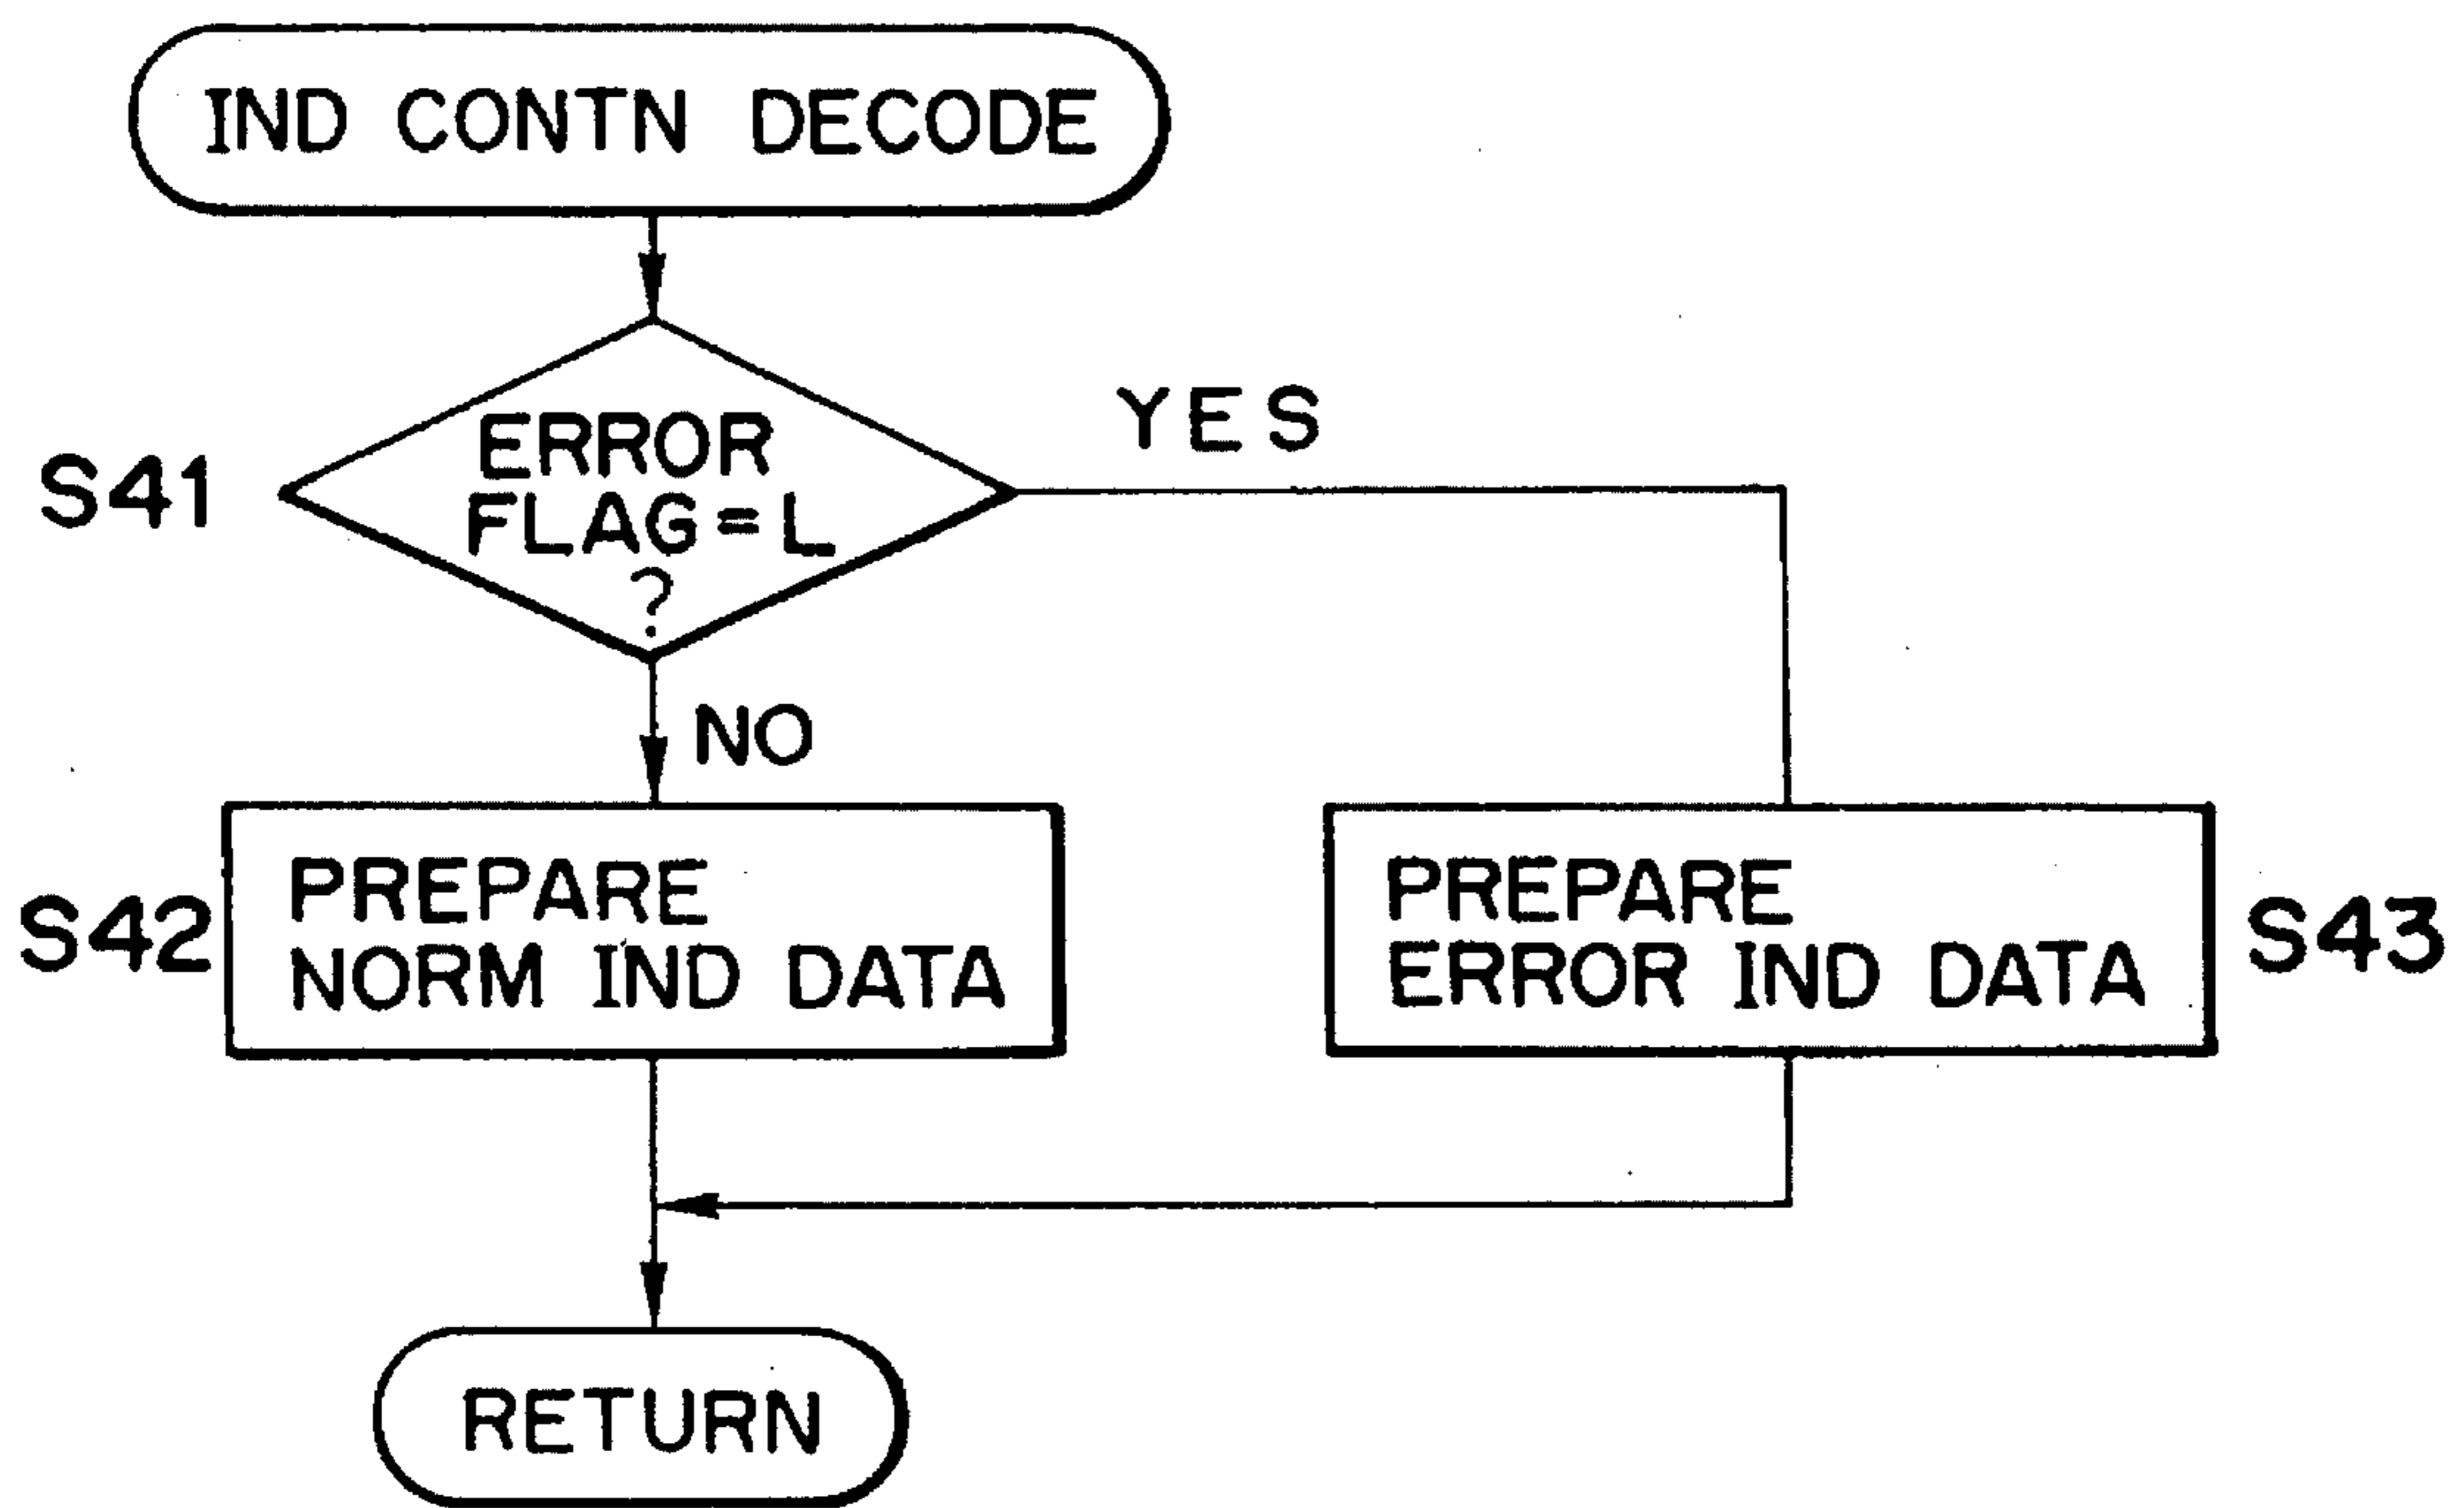 IND CONTN DECODE
YES
S41
ERROR
FLAG=L
?
NO
S42
PREPARE
NORM IND DATA
PREPARE
ERROR IND DATA
S43
RETURN